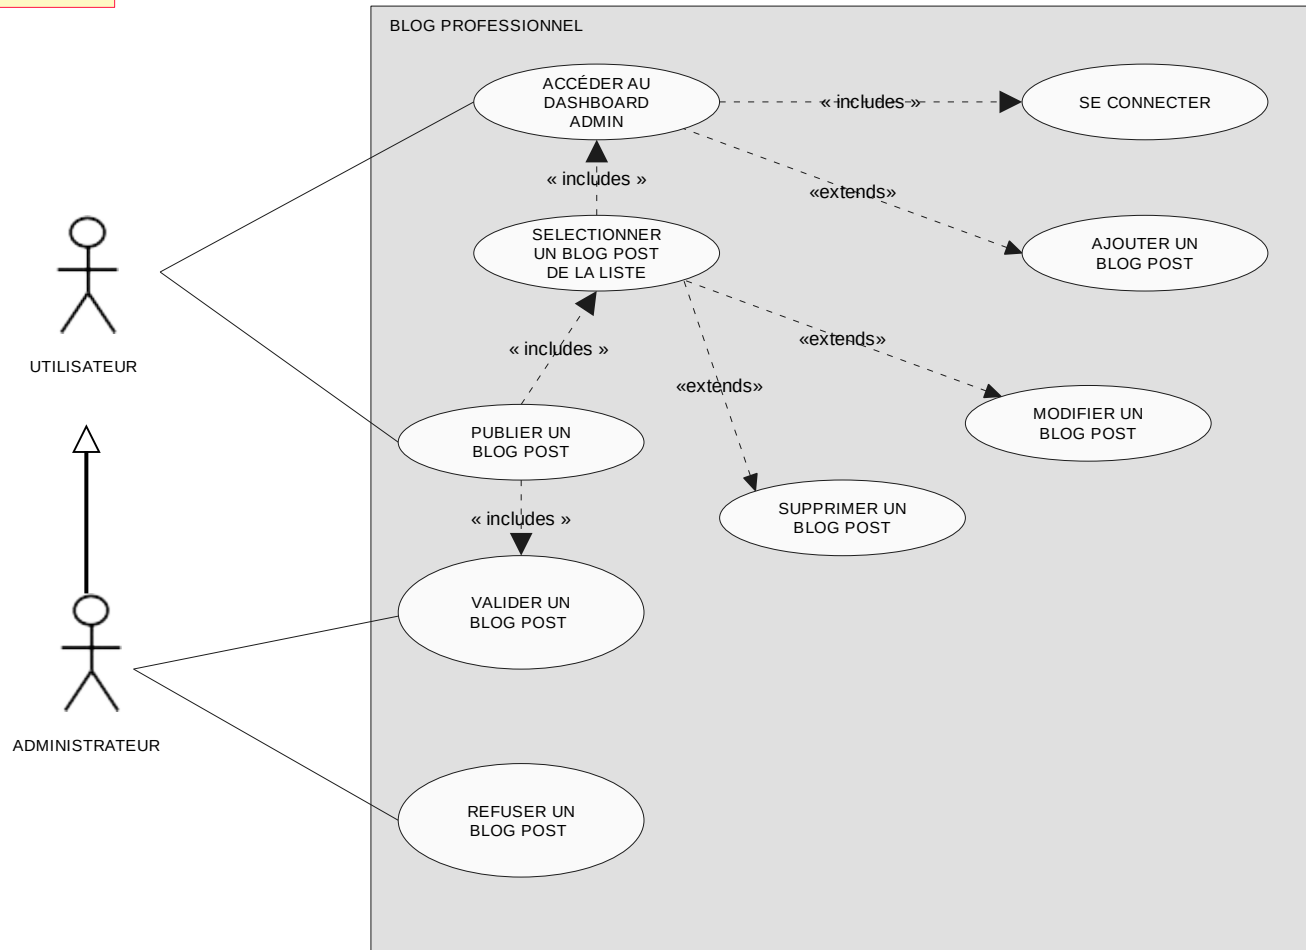 BLOG PROFESSIONNEL
ACCÉDER AU
DASHBOARD
ADMIN
« includes »
SE CONNECTER
« includes »
«extends»
SELECTIONNER
UN BLOG POST
DE LA LISTE
AJOUTER UN
BLOG POST
UTILISATEUR
« includes »
«extends»
«extends»
PUBLIER UN
BLOG POST
MODIFIER UN
BLOG POST
« includes »
SUPPRIMER UN
BLOG POST
VALIDER UN
BLOG POST
ADMINISTRATEUR
REFUSER UN
BLOG POST